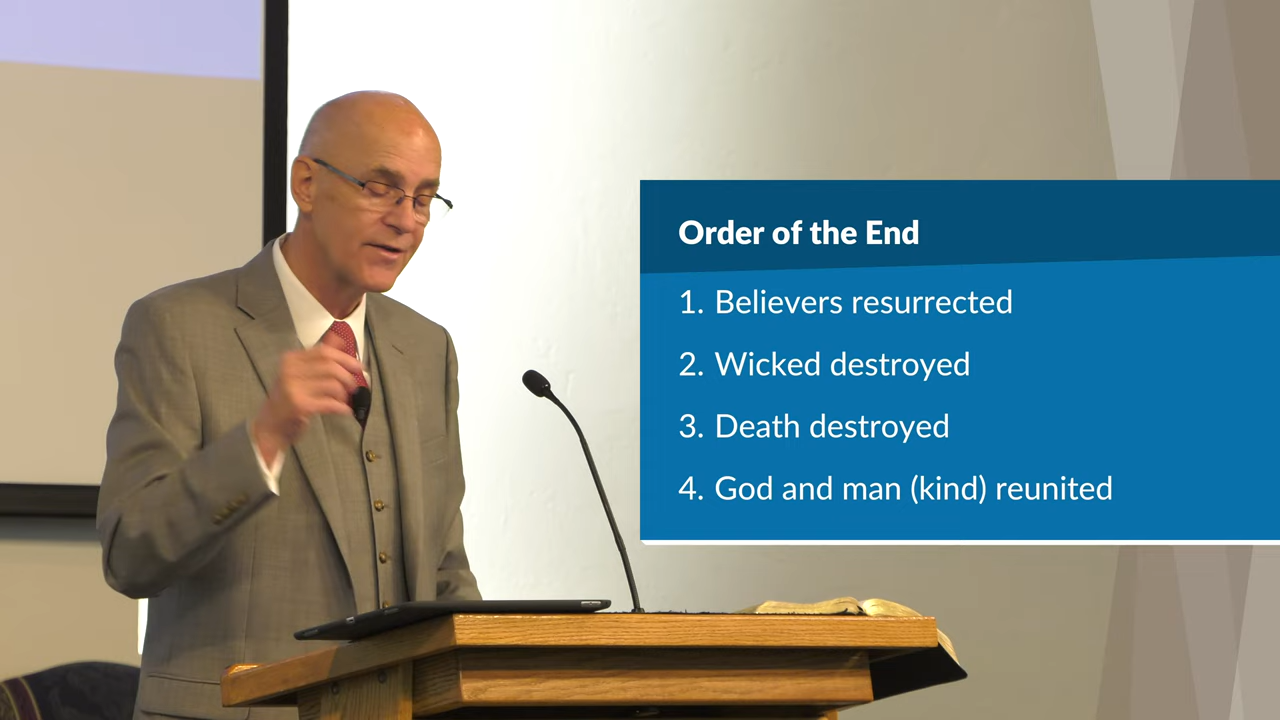 Order of the End
1. Believers resurrected
2. Wicked destroyed
3. Death destroyed
4. God and man (kind) reunited